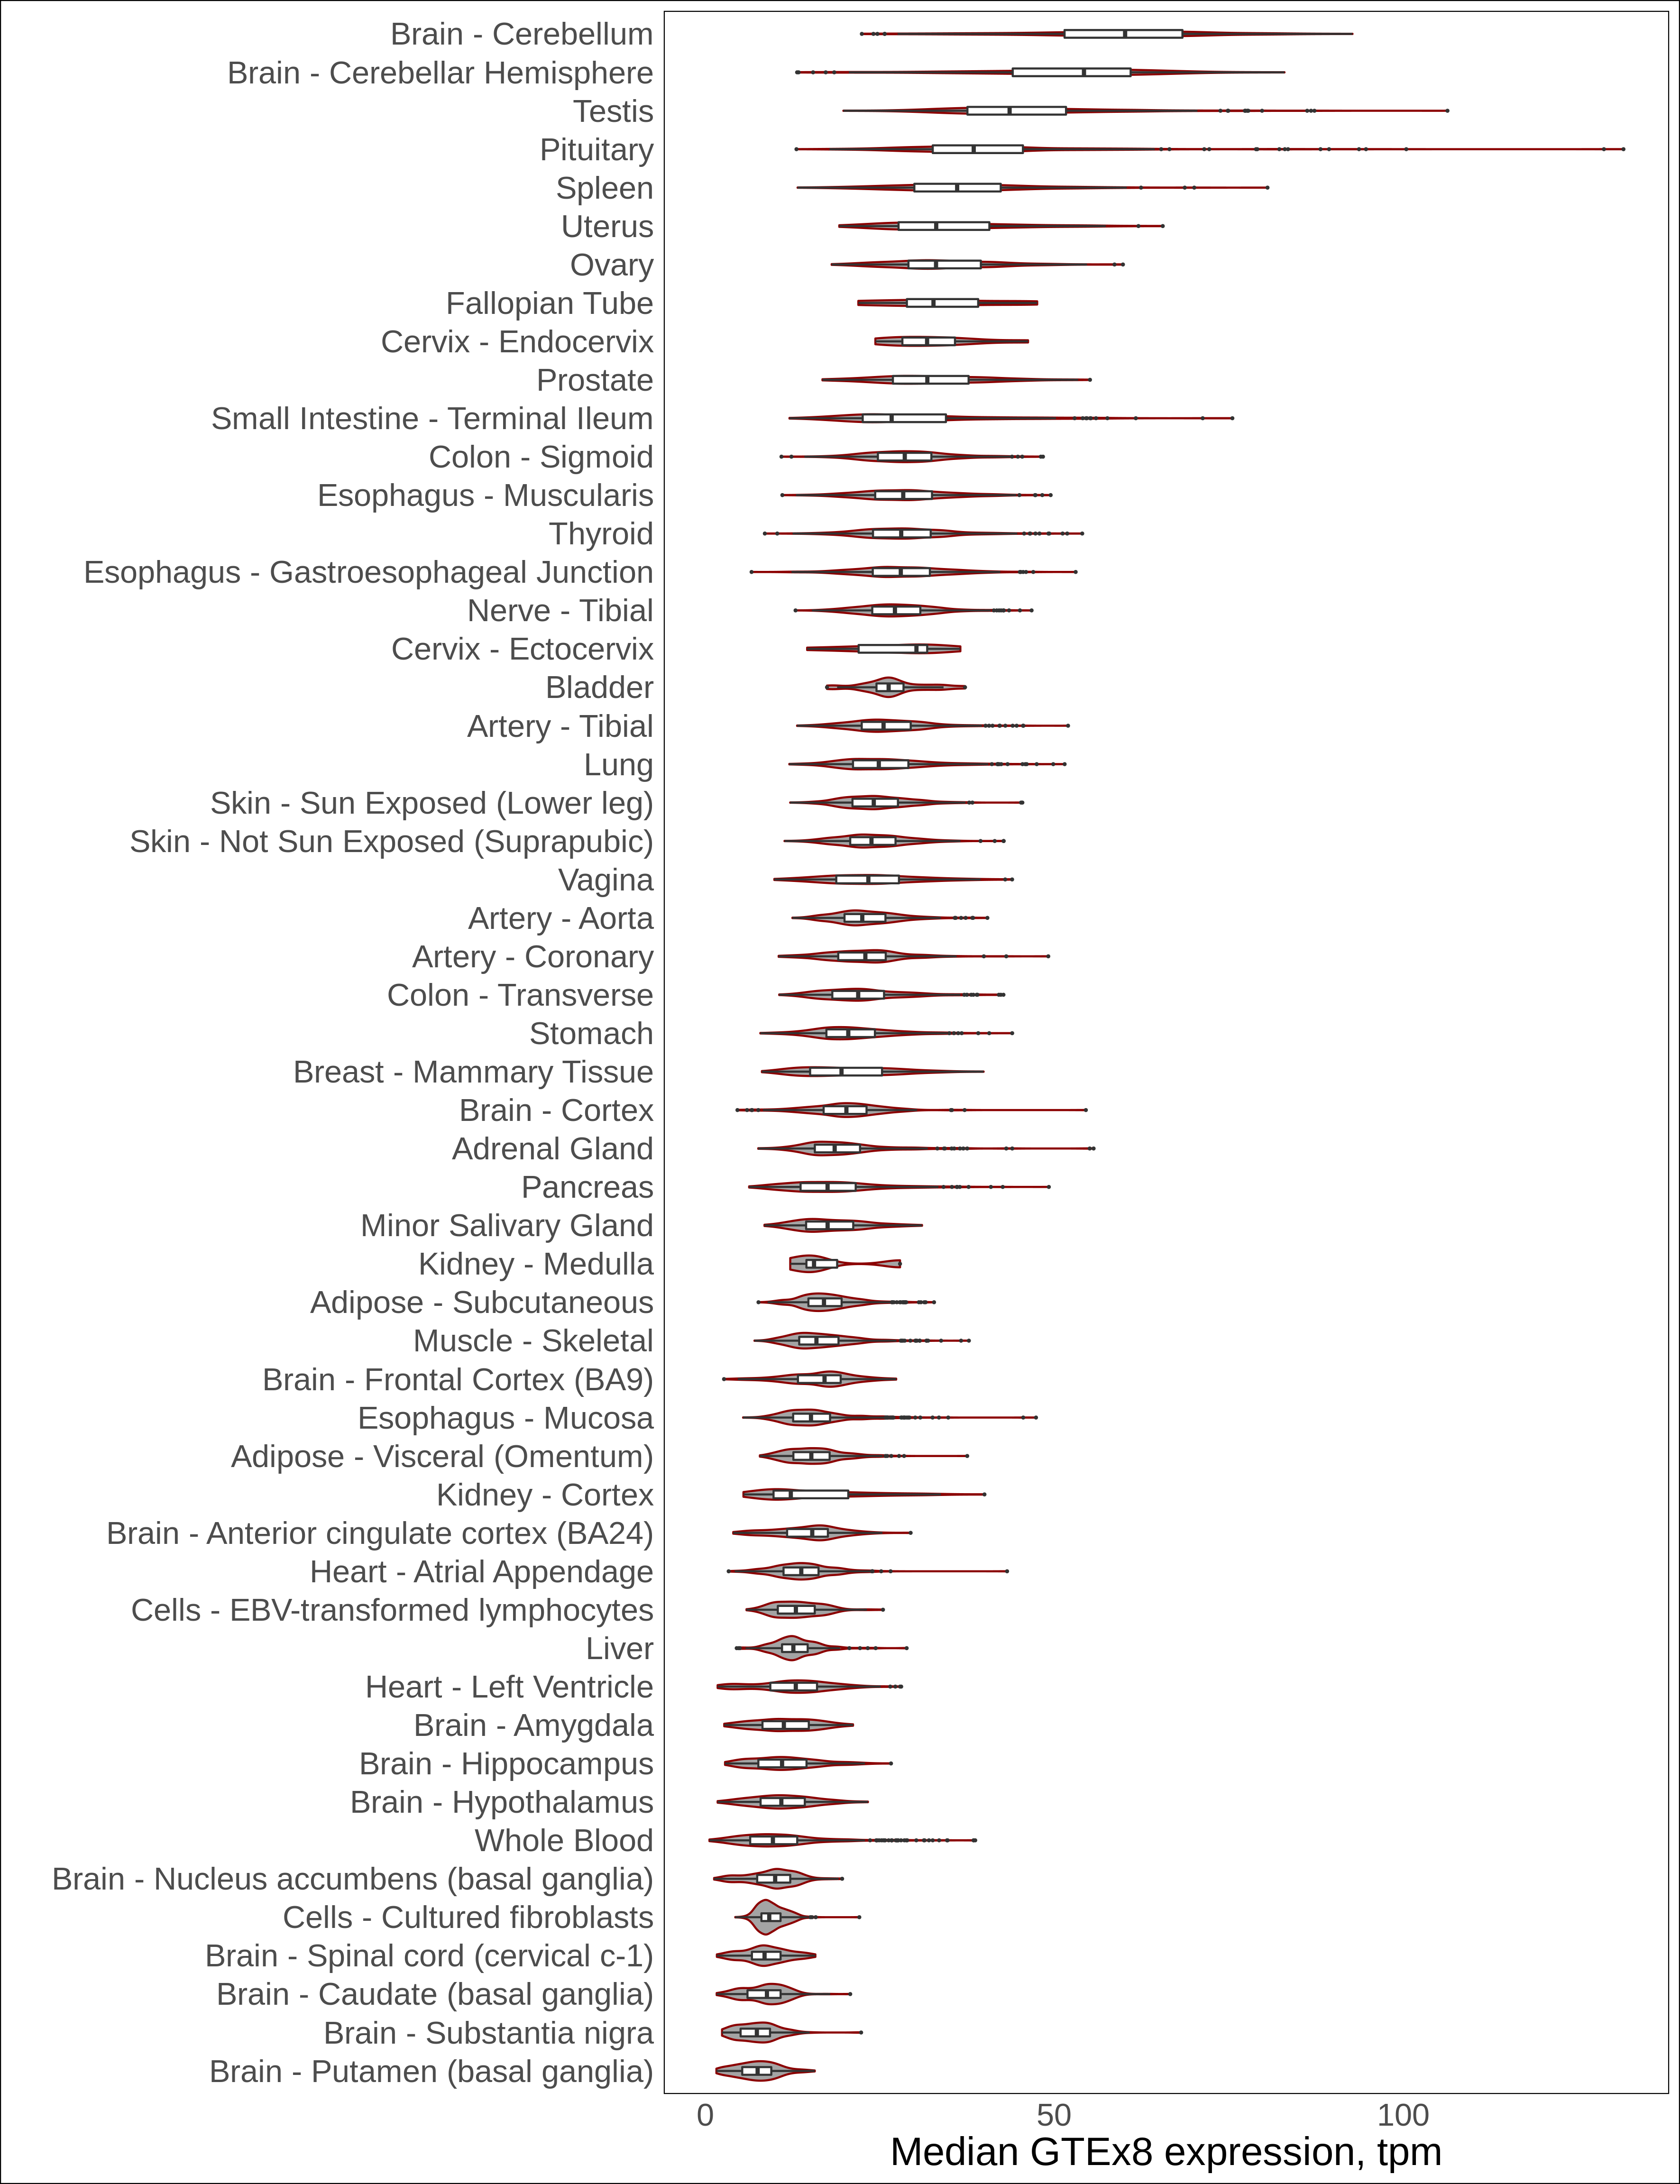 Brain - Cerebellum
Brain - Cerebellar Hemisphere
Testis
Pituitary
Spleen
Uterus
Ovary
Fallopian Tube
Cervix - Endocervix
Prostate
Small Intestine - Terminal Ileum
Colon - Sigmoid
Esophagus - Muscularis
Thyroid
Esophagus - Gastroesophageal Junction
Nerve - Tibial
Cervix - Ectocervix
Bladder
Artery - Tibial
Lung
Skin - Sun Exposed (Lower leg)
Skin - Not Sun Exposed (Suprapubic)
Vagina
Artery - Aorta
Artery - Coronary
Colon - Transverse
Stomach
Breast - Mammary Tissue
Brain - Cortex
Adrenal Gland
Pancreas
Minor Salivary Gland
Kidney - Medulla
Adipose - Subcutaneous
Muscle - Skeletal
Brain - Frontal Cortex (BA9)
Esophagus - Mucosa
Adipose - Visceral (Omentum)
Kidney - Cortex
Brain - Anterior cingulate cortex (BA24)
Heart - Atrial Appendage
Cells - EBV-transformed lymphocytes
Liver
Heart - Left Ventricle
Brain - Amygdala
Brain - Hippocampus
Brain - Hypothalamus
Whole Blood
Brain - Nucleus accumbens (basal ganglia)
Cells - Cultured fibroblasts
Brain - Spinal cord (cervical c-1)
Brain - Caudate (basal ganglia)
Brain - Substantia nigra
Brain - Putamen (basal ganglia)
0 50 100
Median GTEx8 expression, tpm